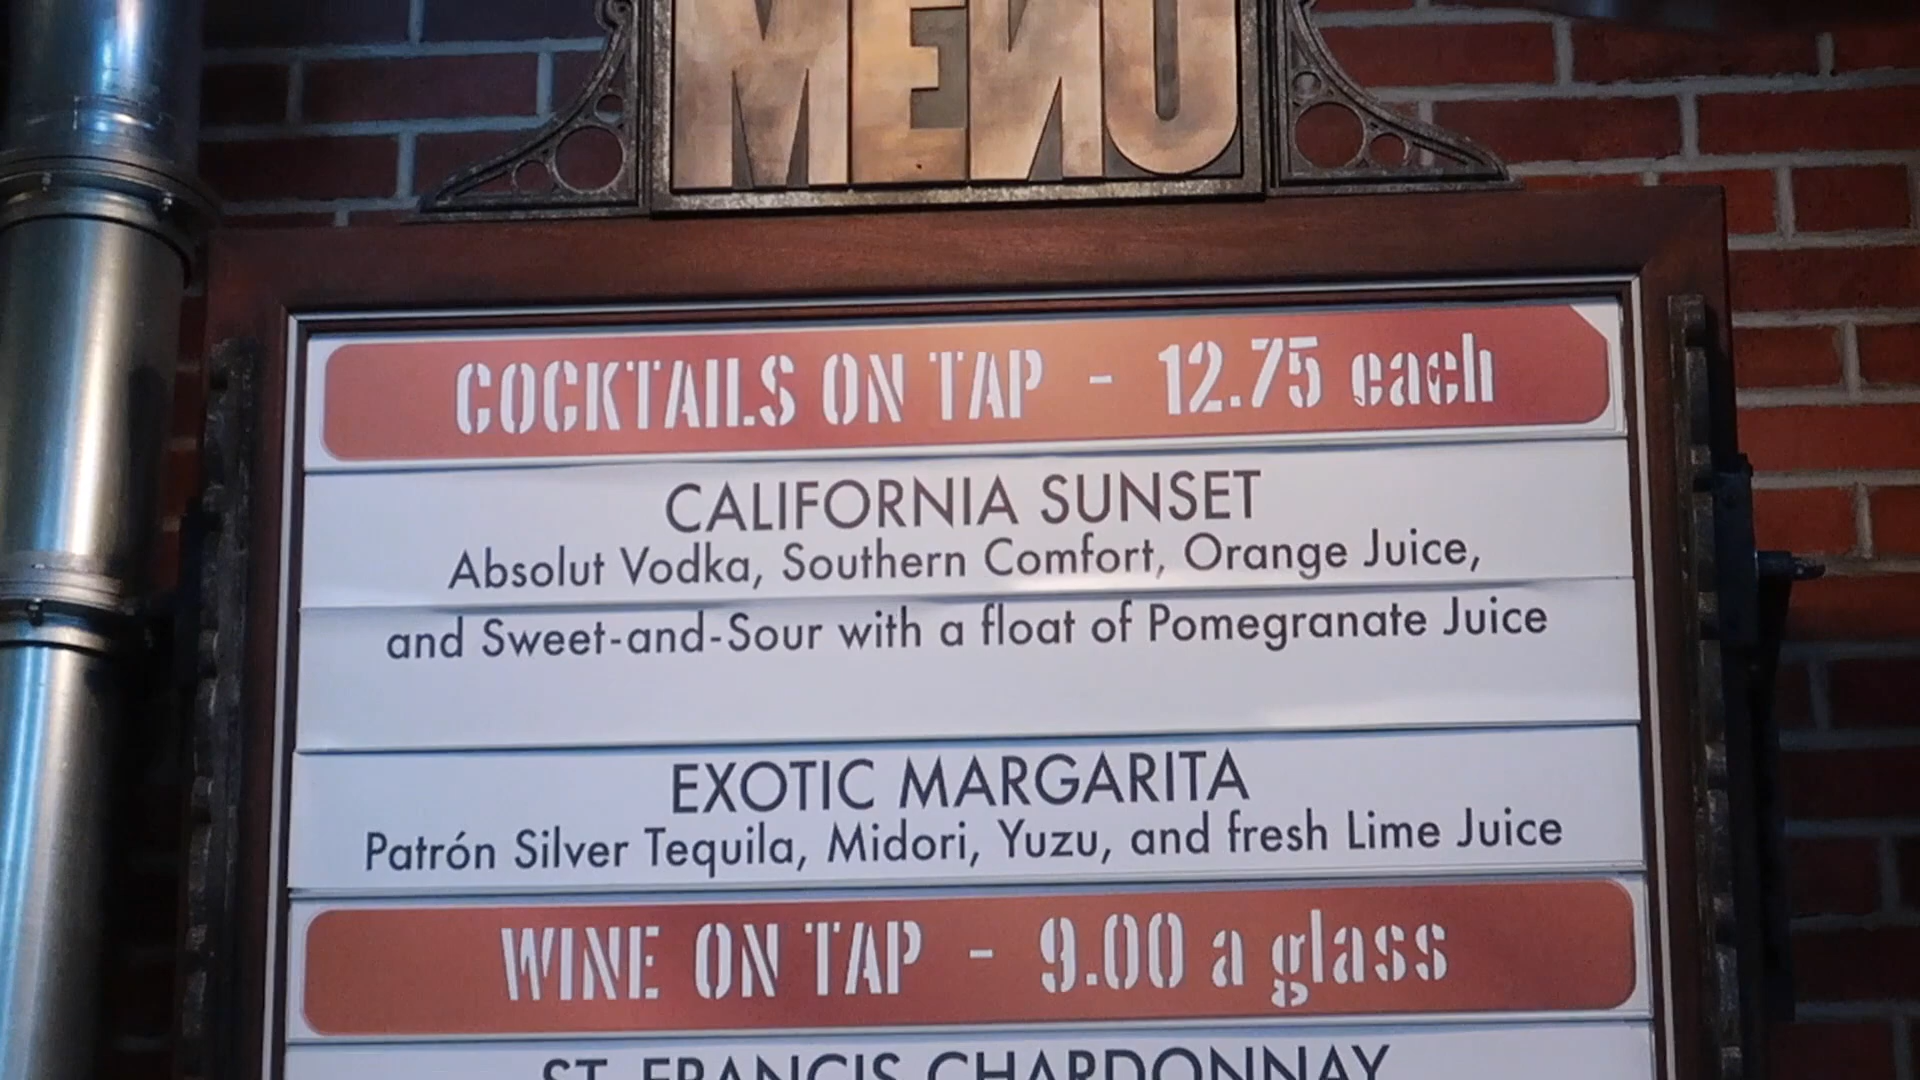 MENU
COCKTAILS ON TAP - 12.75 each
CALIFORNIA SUNSET
Absolut Vodka, Southern Comfort, Orange Juice,
and Sweet-and-Sour with a float of Pomegranate Juice
EXOTIC MARGARITA
Patrón Silver Tequila, Midori, Yuzu, and fresh Lime Juice
WINE ON TAP - 9.00 a glass
ST. FRANCIS CHARDONNAY